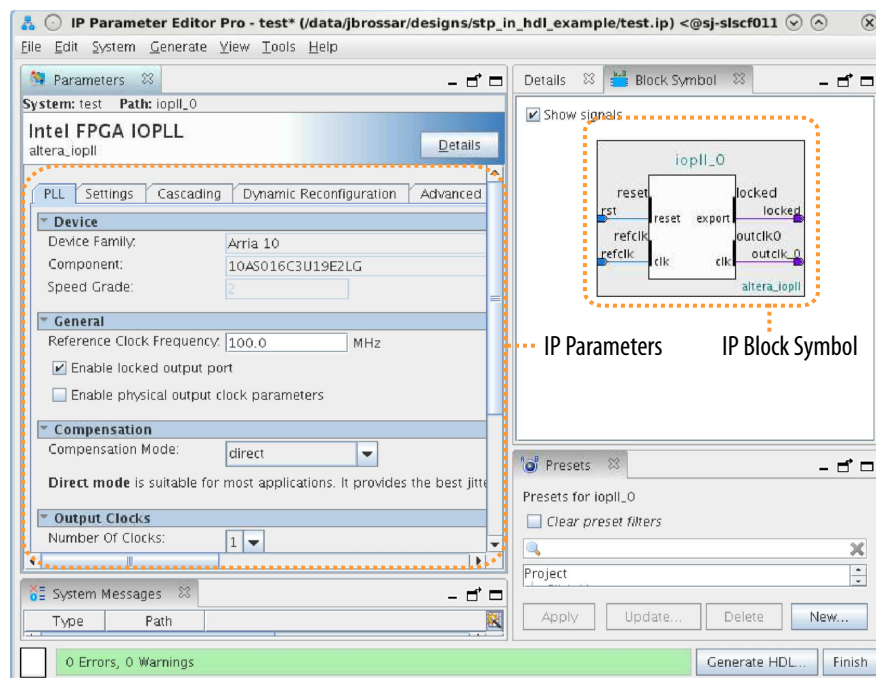 IP Parameter Editor Pro - test* (/data/jbrossar/designs/stp_in_hdl_example/test.ip) <@sj-slscf011
File Edit System Generate View Tools Help
Parameters
System: test Path: iopll_0
Intel FPGA IOPLL
altera_iopll
Details
PLL Settings Cascading Dynamic Reconfiguration Advanced
Device
Device Family: Arria 10
Component: 10AS016C3U19E2LG
Speed Grade: 2
General
Reference Clock Frequency: 100.0 MHz
Enable locked output port
Enable physical output clock parameters
Compensation
Compensation Mode: direct
Direct mode is suitable for most applications. It provides the best jitte
Output Clocks
Number Of Clocks: 1
System Messages
Type Path
0 Errors, 0 Warnings
Details Block Symbol
Show signals
iopll_0
reset locked
rst reset export locked
refclk outclk0
refclk clk clk outclk_0
altera_iopll
IP Parameters IP Block Symbol
Presets
Presets for iopll_0
Clear preset filters
Project
Apply Update... Delete New...
Generate HDL... Finish